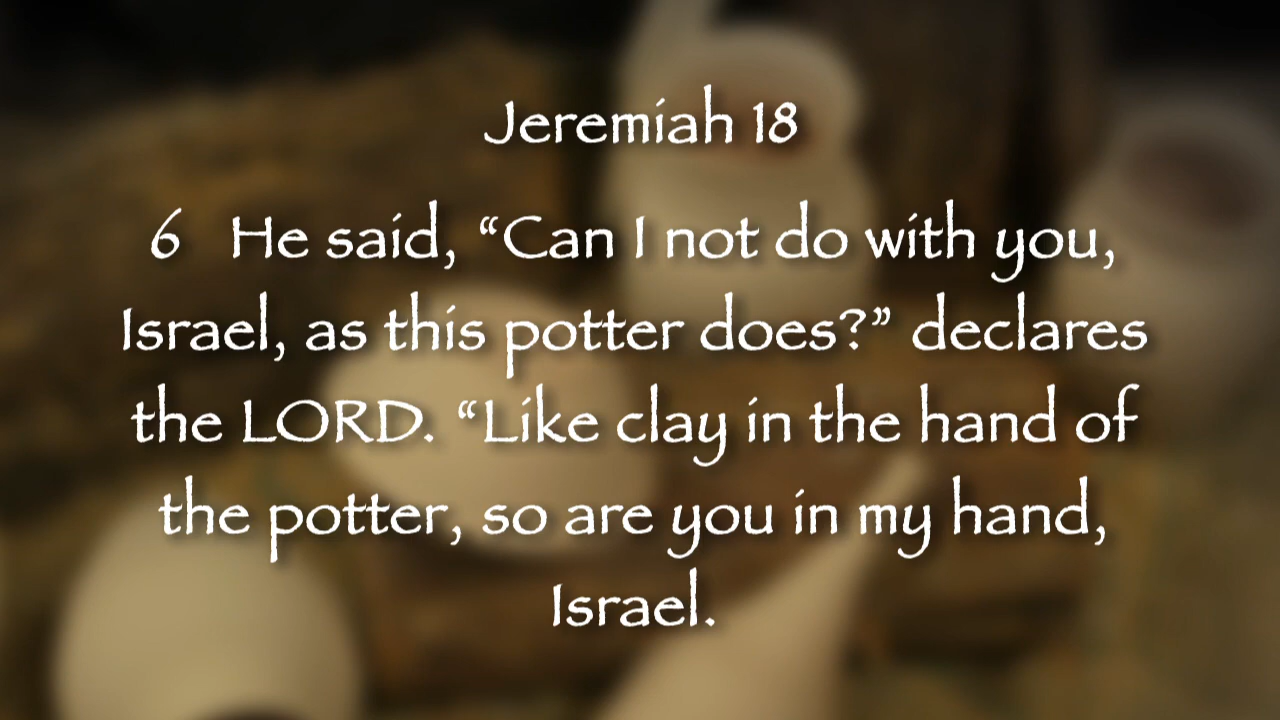 Jeremiah 18
6 He said, “Can I not do with you,
Israel, as this potter does?” declares
the LORD. “Like clay in the hand of
the potter, so are you in my hand,
Israel.